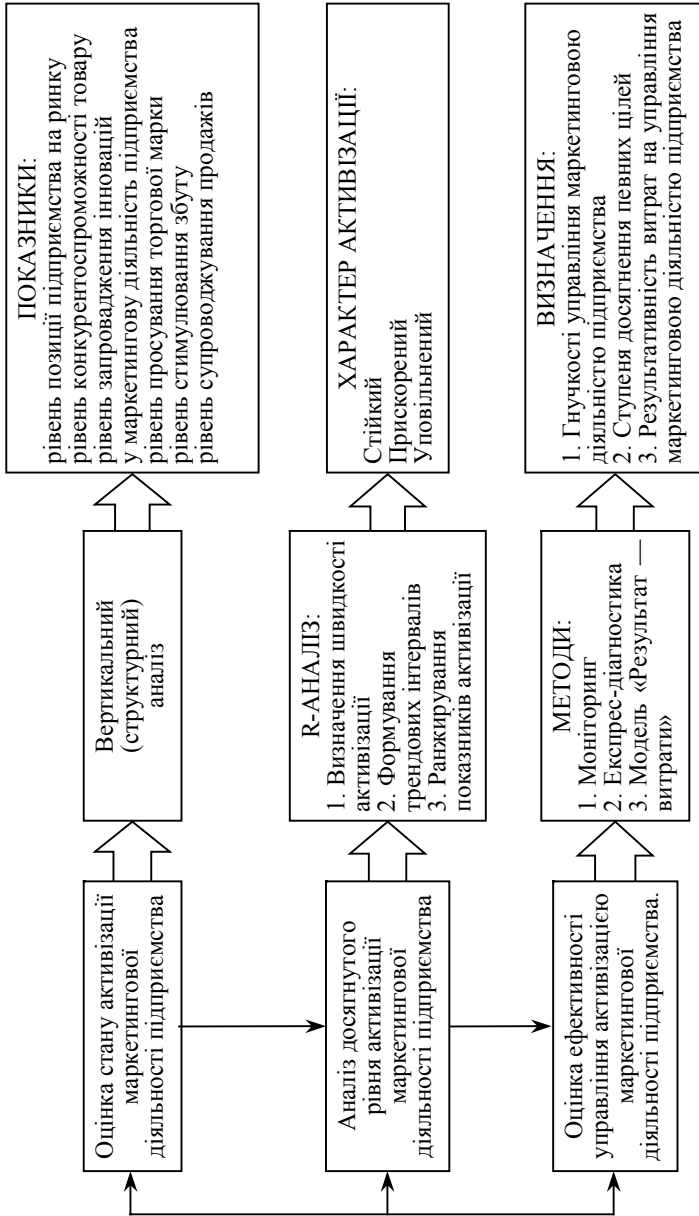 Оцінка стану активізації
маркетингової
діяльності підприємства
Вертикальний
(структурний)
аналіз
ПОКАЗНИКИ:
рівень позиції підприємства на ринку
рівень конкурентоспроможності товару
рівень запровадження інновацій
у маркетингову діяльність підприємства
рівень просування торгової марки
рівень стимулювання збуту
рівень супроводжування продажів
Аналіз досягнутого
рівня активізації
маркетингової
діяльності підприємства
R-АНАЛІЗ:
1. Визначення швидкості
активізації
2. Формування
трендових інтервалів
3. Ранжирування
показників активізації
ХАРАКТЕР АКТИВІЗАЦІЇ:
Стійкий
Прискорений
Уповільнений
Оцінка ефективності
управління активізацією
маркетингової
діяльності підприємства.
МЕТОДИ:
1. Моніторинг
2. Експрес-діагностика
3. Модель «Результат —
витрати»
ВИЗНАЧЕННЯ:
1. Гнучкості управління маркетинговою
діяльністю підприємства
2. Ступеня досягнення певних цілей
3. Результативність витрат на управління
маркетинговою діяльністю підприємства